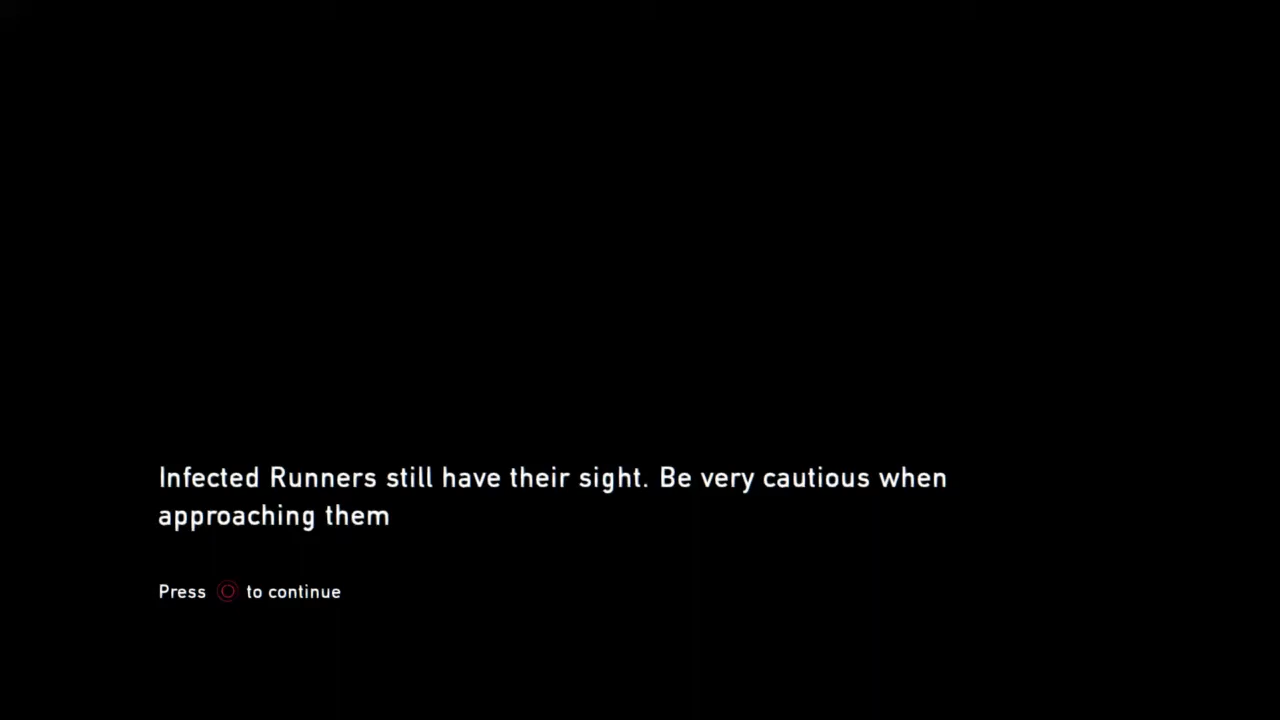 Infected Runners still have their sight. Be very cautious when
approaching them
Press to continue